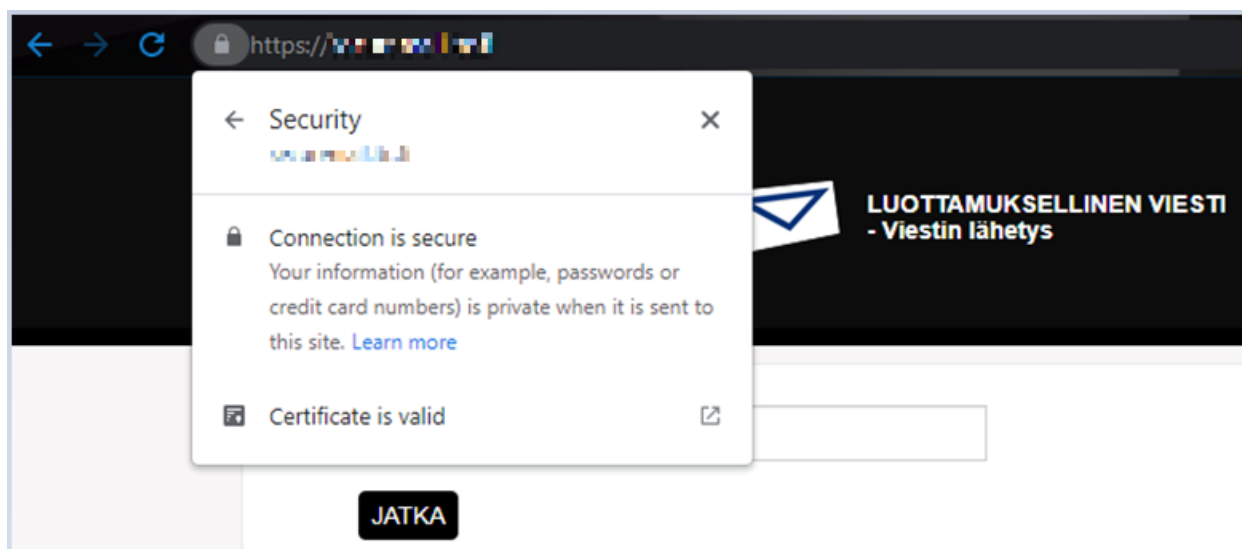 https://
Security
Connection is secure
Your information (for example, passwords or
credit card numbers) is private when it is sent to
this site. Learn more
Certificate is valid
LUOTTAMUKSELLINEN VIESTI
- Viestin lähetys
JATKA